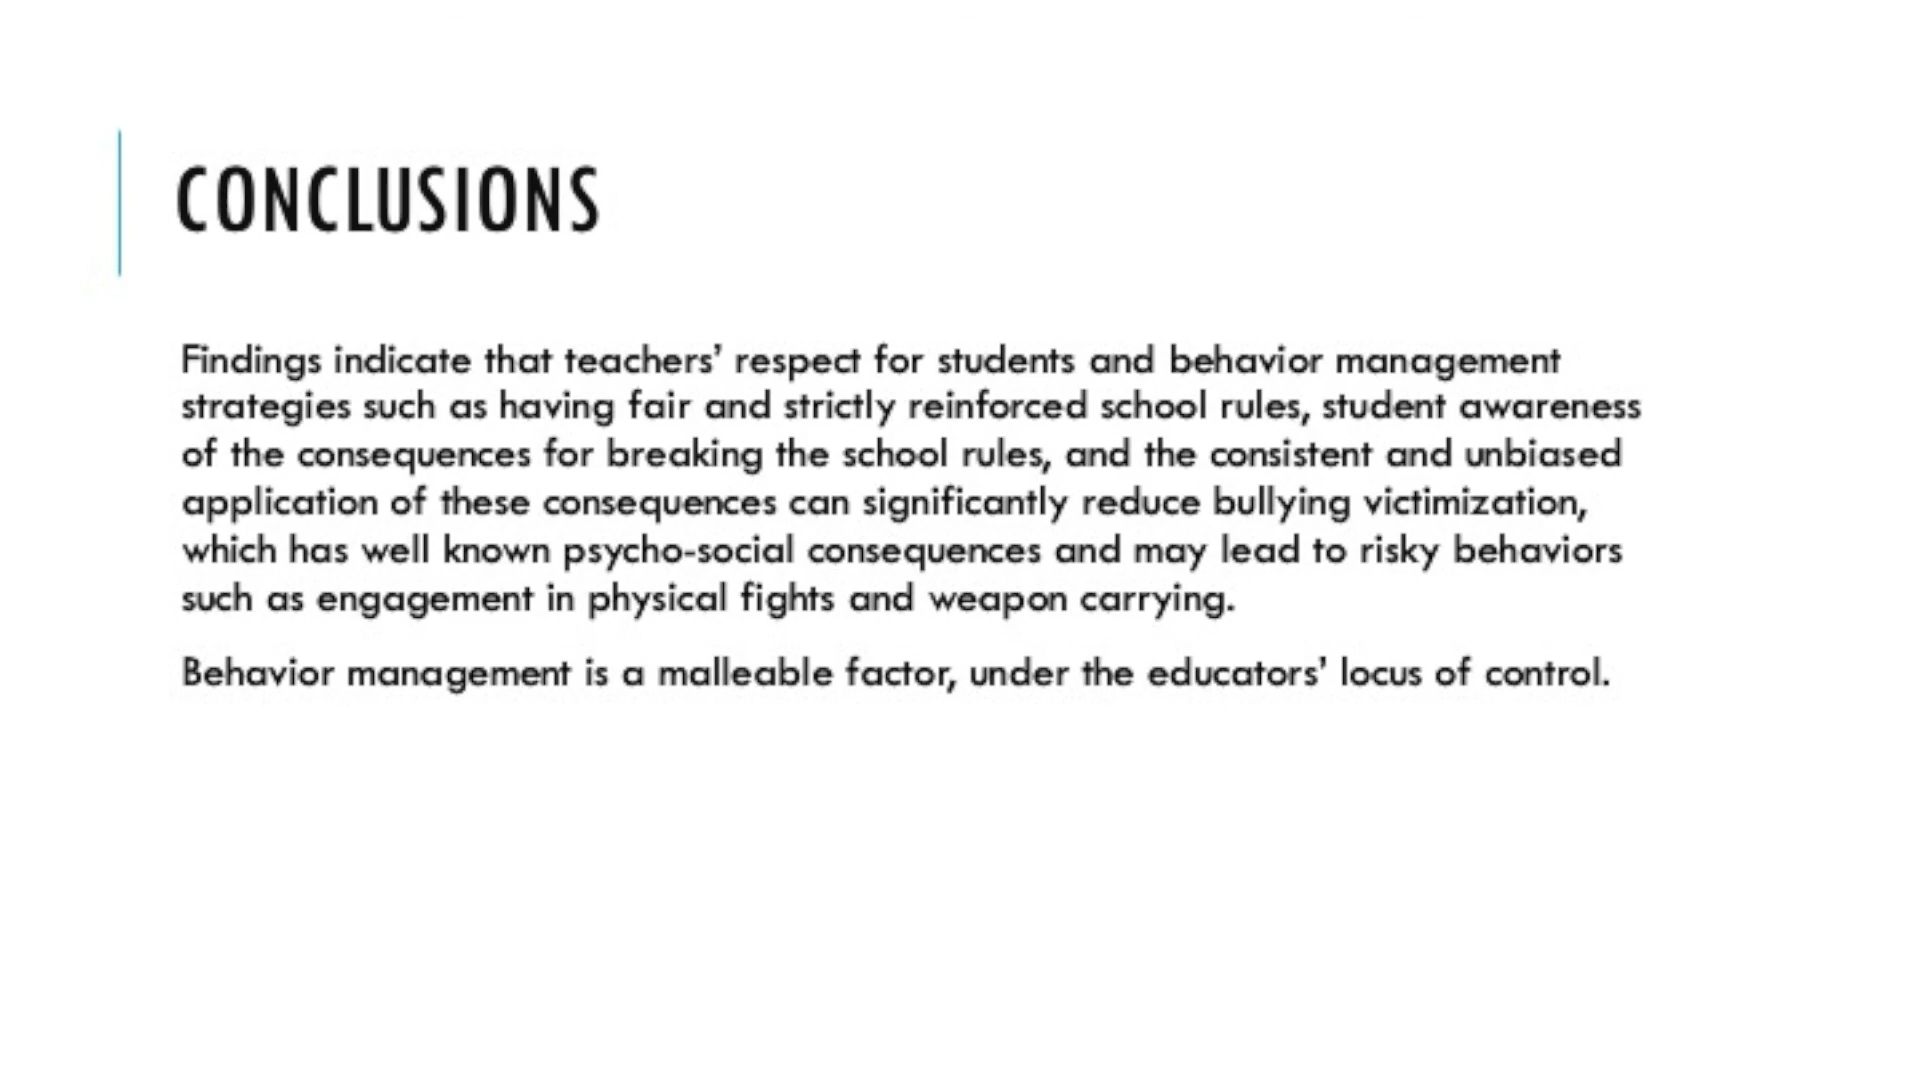 CONCLUSIONS
Findings indicate that teachers’ respect for students and behavior management
strategies such as having fair and strictly reinforced school rules, student awareness
of the consequences for breaking the school rules, and the consistent and unbiased
application of these consequences can significantly reduce bullying victimization,
which has well known psycho-social consequences and may lead to risky behaviors
such as engagement in physical fights and weapon carrying.
Behavior management is a malleable factor, under the educators’ locus of control.